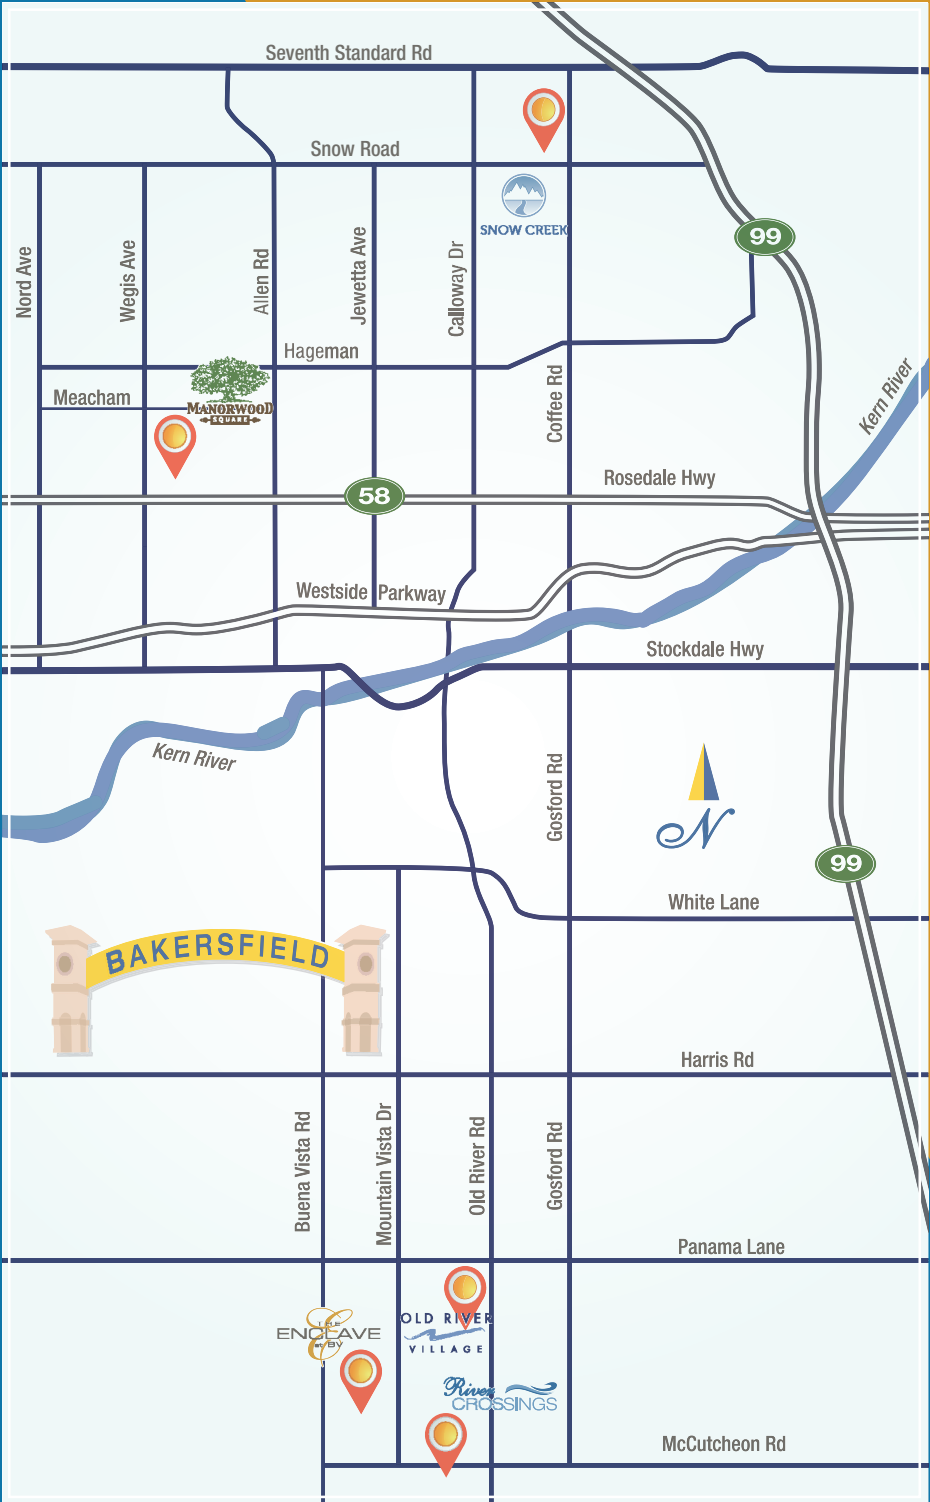 Seventh Standard Rd
Snow Road
SNOW CREEK
99
Nord Ave
Wegis Ave
Allen Rd
Jewetta Ave
Calloway Dr
Hageman
Coffee Rd
Kern River
Meacham
MANORWOOD
SQUARE
58
Rosedale Hwy
Westside Parkway
Stockdale Hwy
Kern River
Gosford Rd
N
99
White Lane
BAKERSFIELD
Harris Rd
Buena Vista Rd
Mountain Vista Dr
Old River Rd
Gosford Rd
Panama Lane
THE
E
ENCLAVE
at BV
OLD RIVER
VILLAGE
River
CROSSINGS
McCutcheon Rd